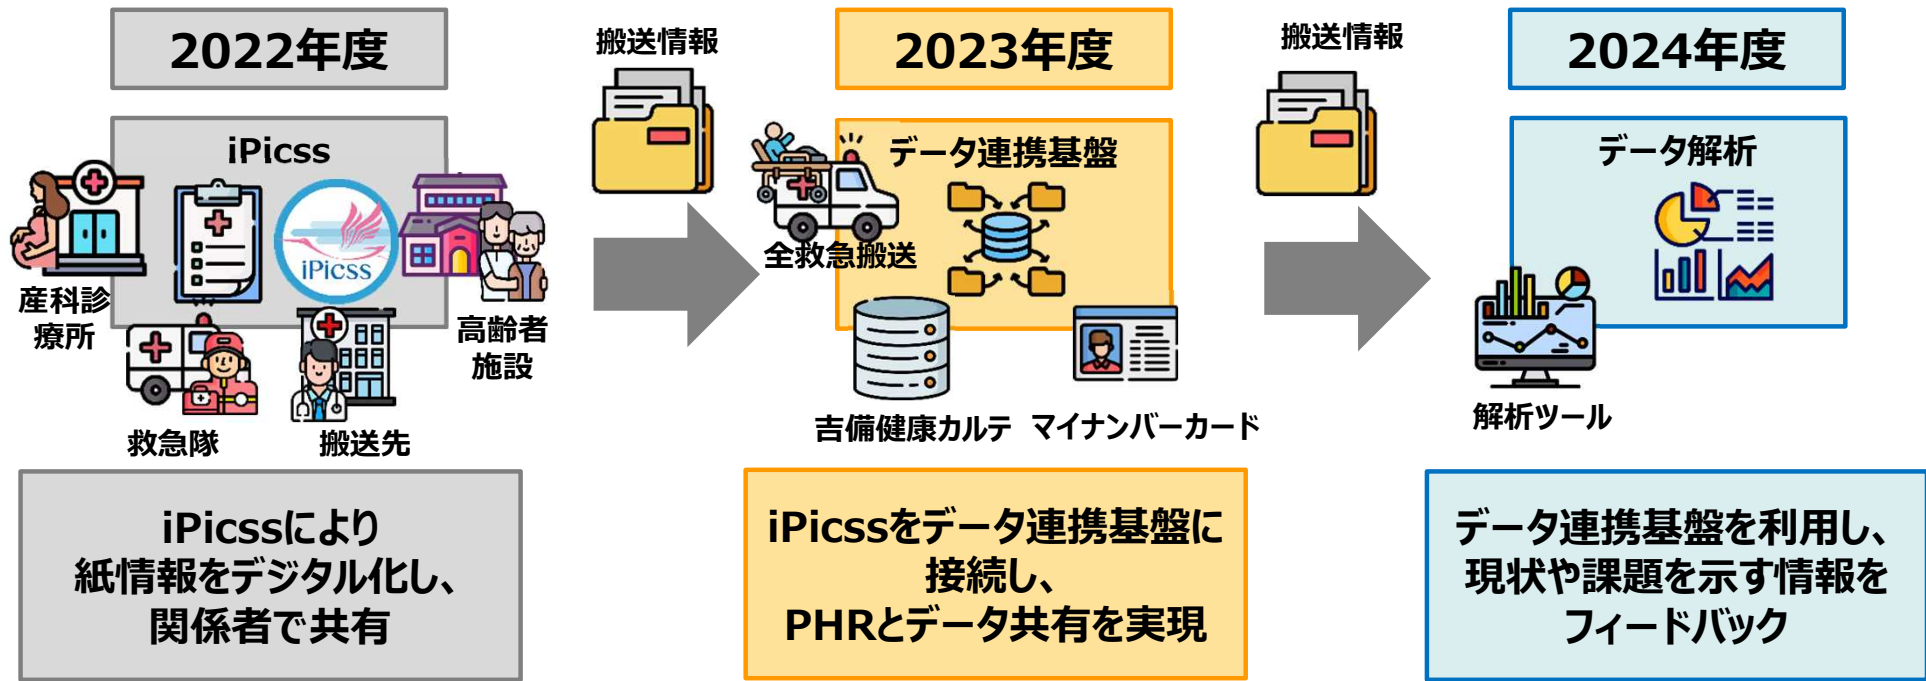 2022年度
iPicss
iPicss
産科診
療所
高齢者
施設
救急隊
搬送先
iPicssにより
紙情報をデジタル化し、
関係者で共有
搬送情報
2023年度
データ連携基盤
全救急搬送
吉備健康カルテ
マイナンバーカード
iPicssをデータ連携基盤に
接続し、
PHRとデータ共有を実現
搬送情報
2024年度
データ解析
解析ツール
データ連携基盤を利用し、
現状や課題を示す情報を
フィードバック